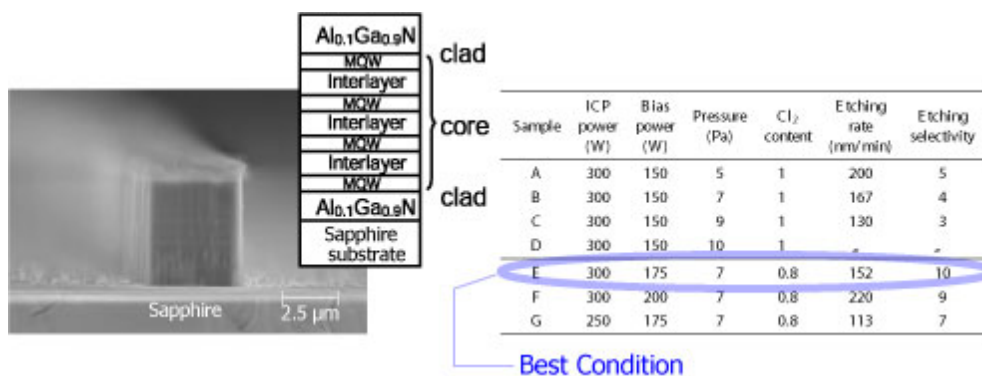 Al0.1Ga0.9N
MQW
Interlayer
MQW
Interlayer
MQW
Interlayer
MQW
Al0.1Ga0.9N
Sapphire
substrate
clad
core
clad
Sapphire
2.5 μm
Sample ICP power (W) Bias power (W) Pressure (Pa) Cl2 content Etching rate (nm/min) Etching selectivity
A 300 150 5 1 200 5
B 300 150 7 1 167 4
C 300 150 9 1 130 3
D 300 150 10 1 - -
E 300 175 7 0.8 152 10
F 300 200 7 0.8 220 9
G 250 175 7 0.8 113 7
Best Condition